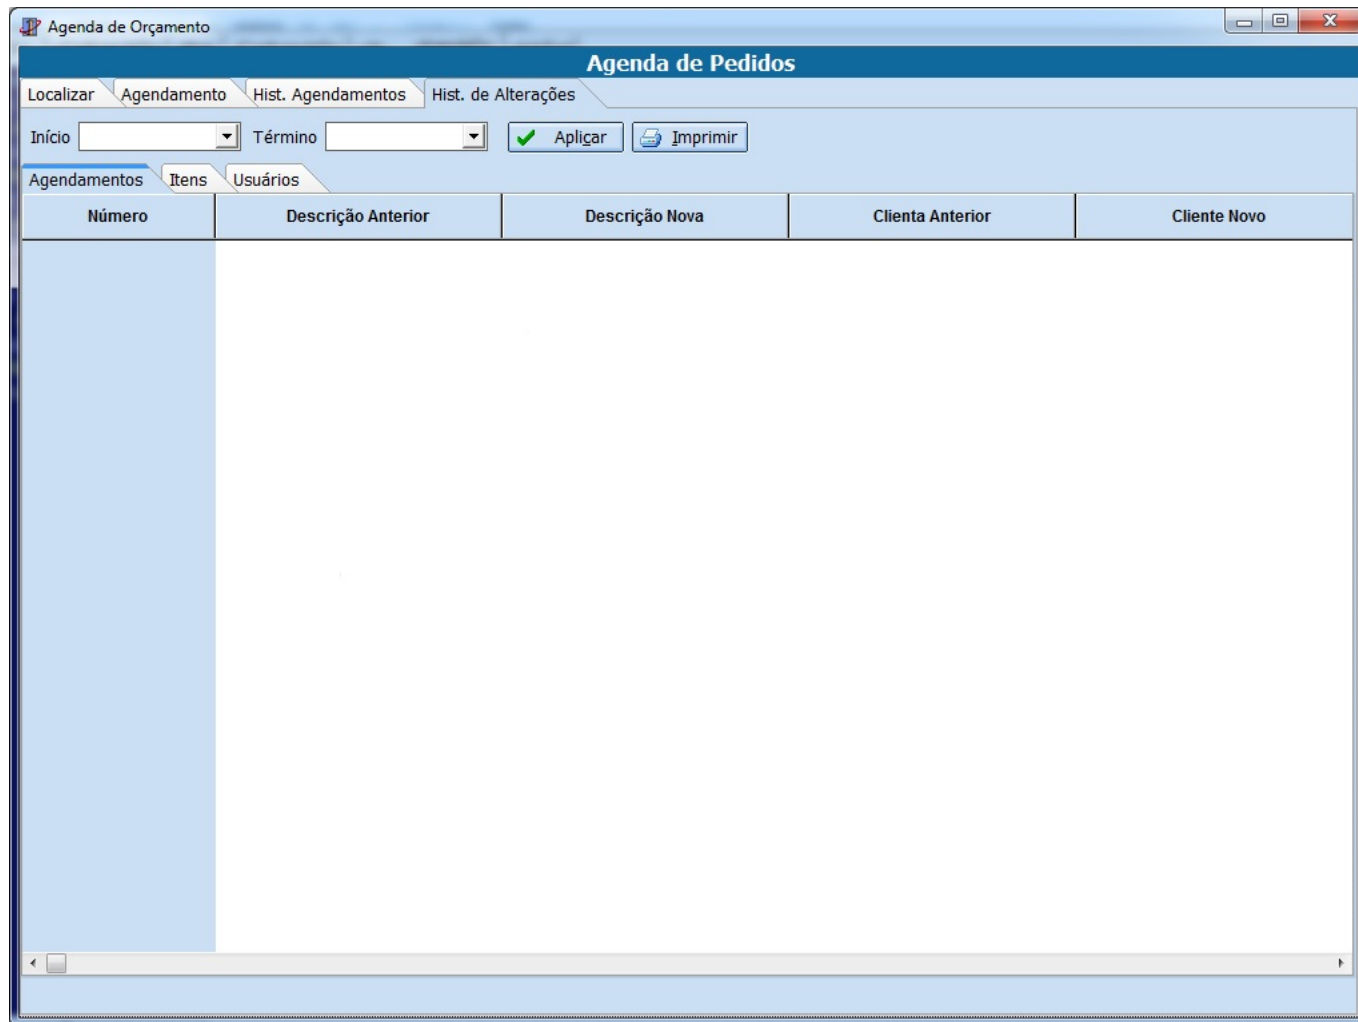 Agenda de Orçamento
Agenda de Pedidos
Localizar Agendamento Hist. Agendamentos Hist. de Alterações
Início Término Apliçar Imprimir
Agendamentos Itens Usuários
Número Descrição Anterior Descrição Nova Clienta Anterior Cliente Novo